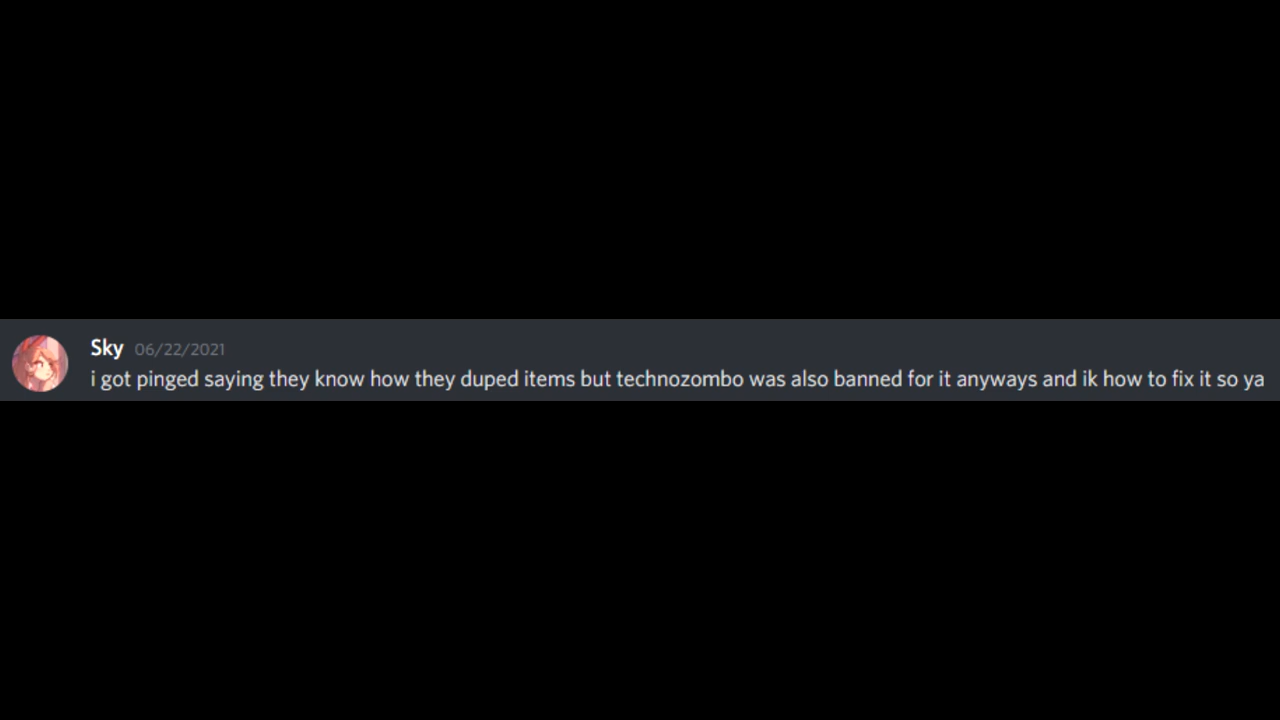 Sky 06/22/2021
i got pinged saying they know how they duped items but technozombo was also banned for it anyways and ik how to fix it so ya